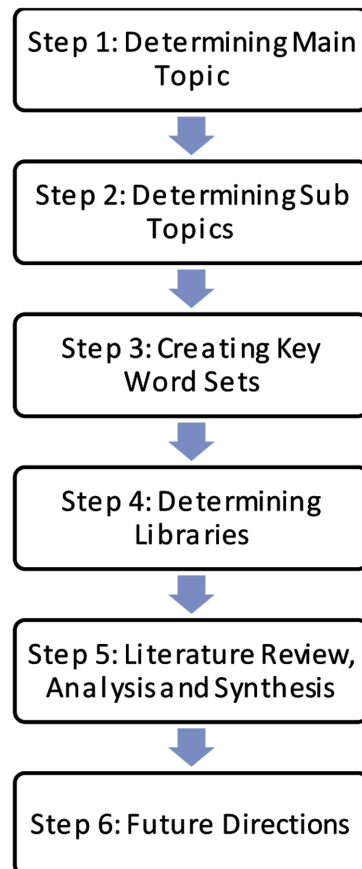 Step 1: Determining Main
Topic
Step 2: Determining Sub
Topics
Step 3: Creating Key
Word Sets
Step 4: Determining
Libraries
Step 5: Literature Review,
Analysis and Synthesis
Step 6: Future Directions